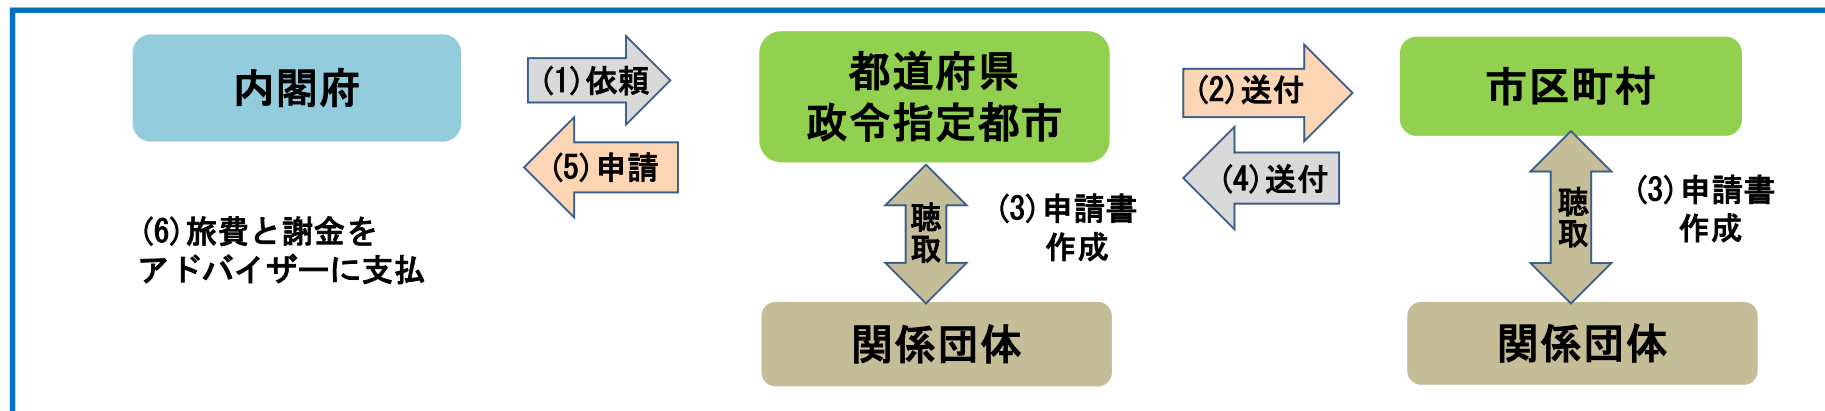 内閣府
(1)依頼
都道府県
政令指定都市
(2)送付
市区町村
(5)申請
(4)送付
(6)旅費と謝金を
アドバイザーに支払
聴取
(3)申請書
作成
聴取
(3)申請書
作成
関係団体
関係団体